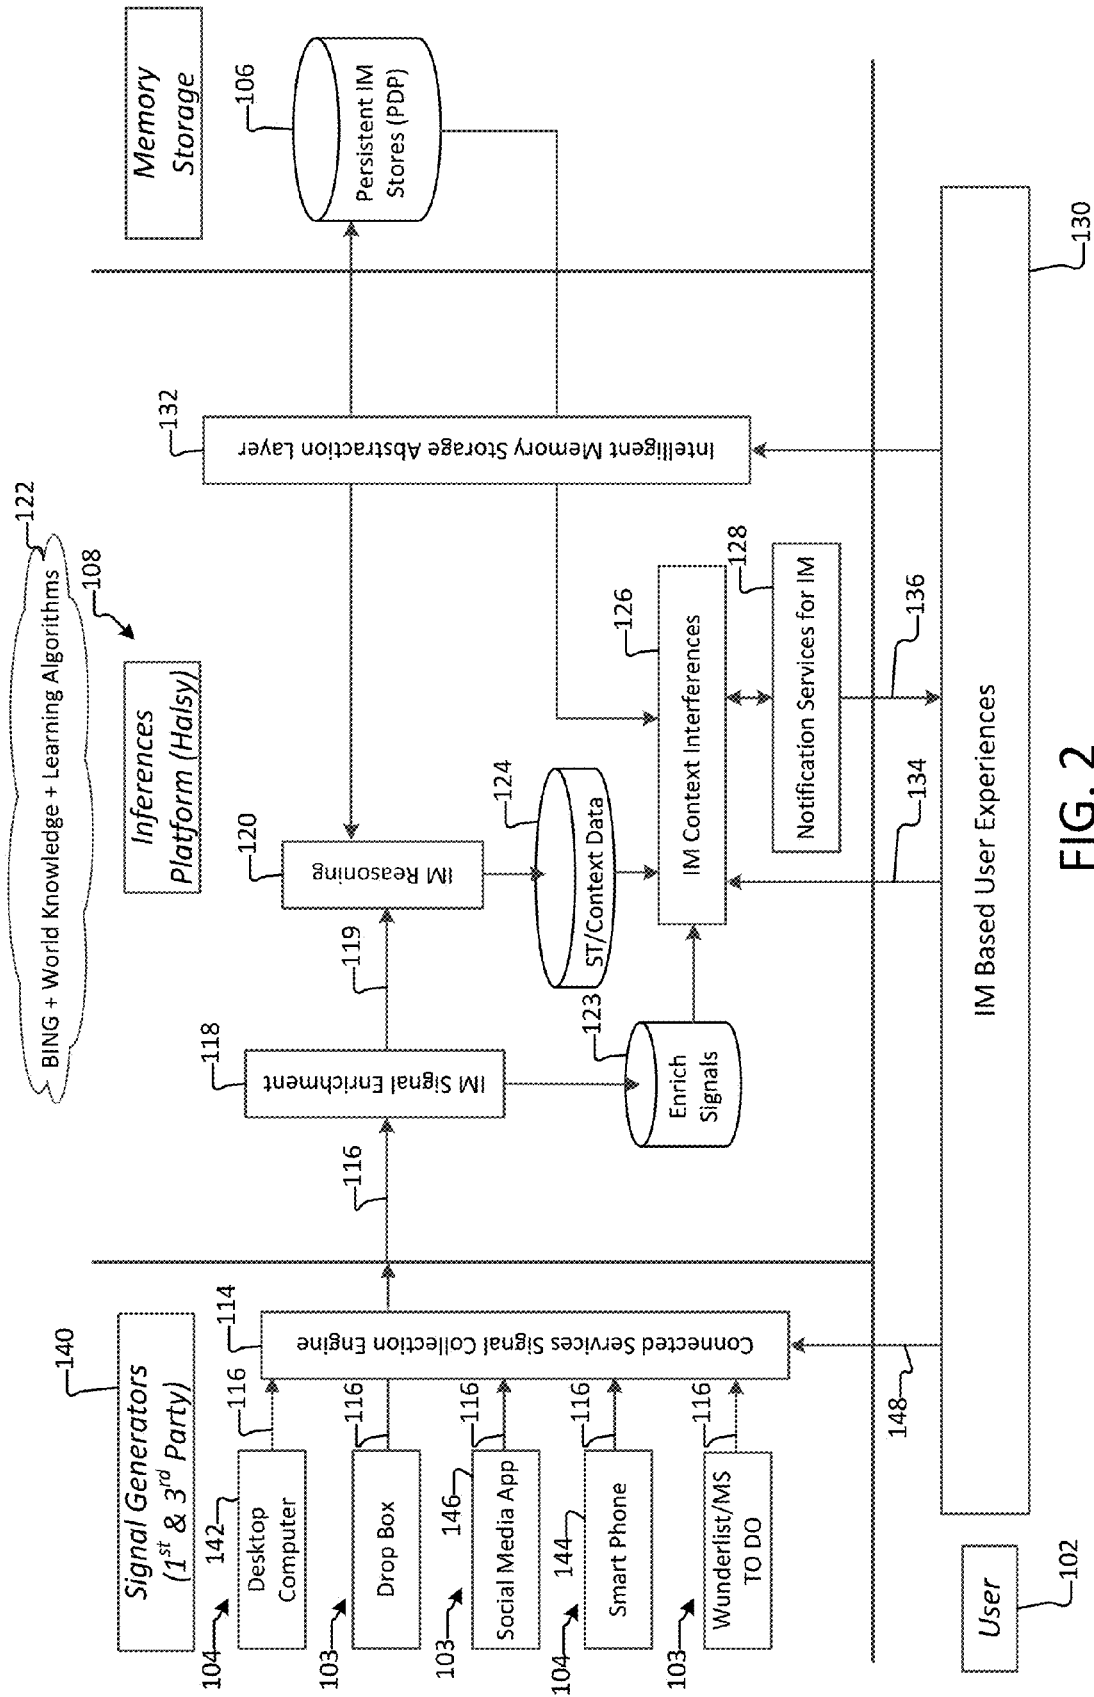 BING + World Knowledge + Learning Algorithms
122
108
140
Signal Generators
(1st & 3rd Party)
Inferences
Platform (Halsy)
Memory
Storage
104
142
Desktop
Computer
116
103
Drop Box
116
103
146
Social Media App
116
104
144
Smart Phone
116
103
Wunderlist/MS
TO DO
116
114
Connected Services Signal Collection Engine
116
118
IM Signal Enrichment
119
120
IM Reasoning
132
Intelligent Memory Storage Abstraction Layer
106
Persistent IM
Stores (PDP)
123
Enrich
Signals
124
ST/Context Data
126
IM Context Interferences
128
Notification Services for IM
148
134
136
User
102
IM Based User Experiences
130
FIG. 2